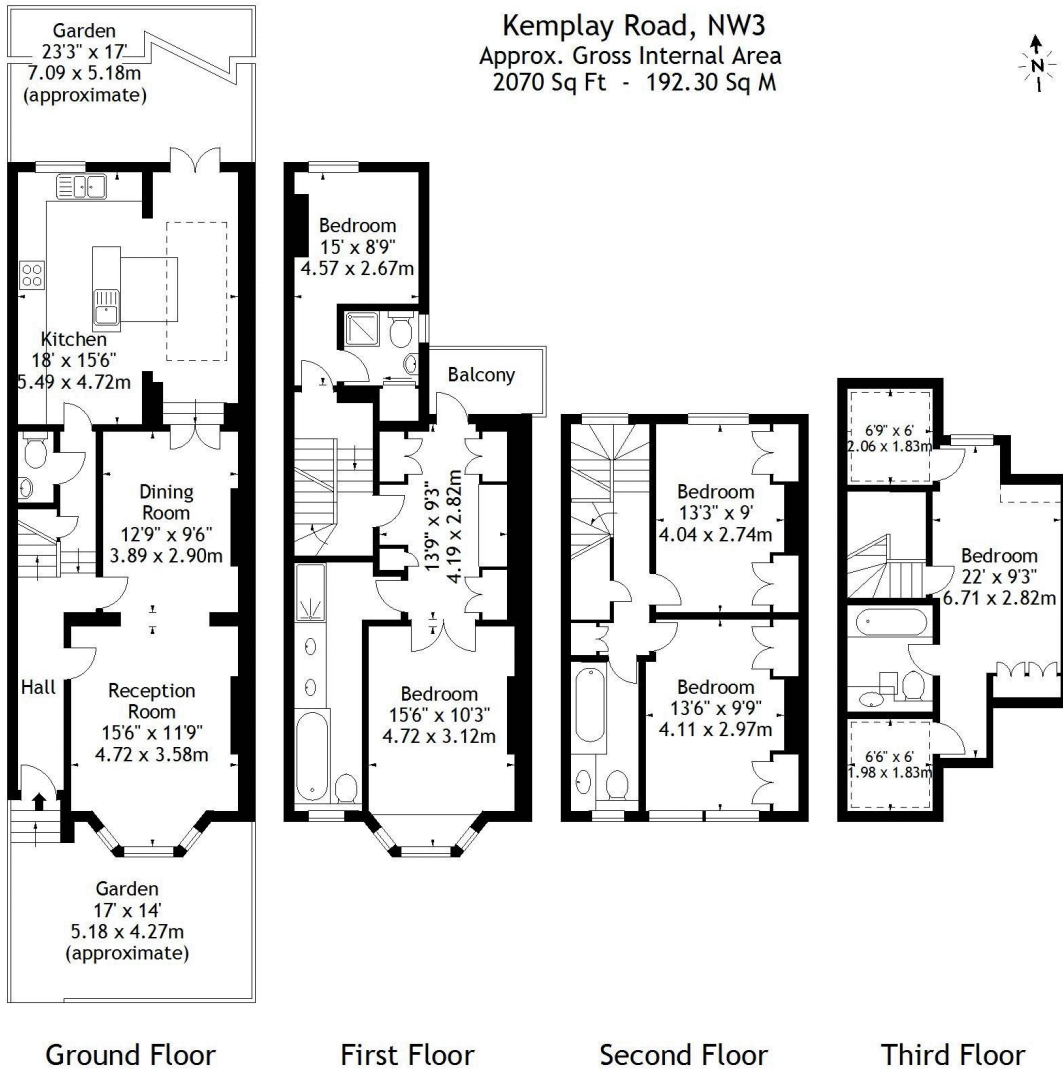 Kemplay Road, NW3
Approx. Gross Internal Area
2070 Sq Ft - 192.30 Sq M
N
Garden
23'3" x 17'
7.09 x 5.18m
(approximate)
Kitchen
18' x 15'6"
5.49 x 4.72m
Dining
Room
12'9" x 9'6"
3.89 x 2.90m
Hall
Reception
Room
15'6" x 11'9"
4.72 x 3.58m
Garden
17' x 14'
5.18 x 4.27m
(approximate)
Ground Floor
Bedroom
15' x 8'9"
4.57 x 2.67m
Balcony
13'9" x 9'3"
4.19 x 2.82m
Bedroom
15'6" x 10'3"
4.72 x 3.12m
First Floor
Bedroom
13'3" x 9'
4.04 x 2.74m
Bedroom
13'6" x 9'9"
4.11 x 2.97m
Second Floor
6'9" x 6'
2.06 x 1.83m
Bedroom
22' x 9'3"
6.71 x 2.82m
6'6" x 6'
1.98 x 1.83m
Third Floor